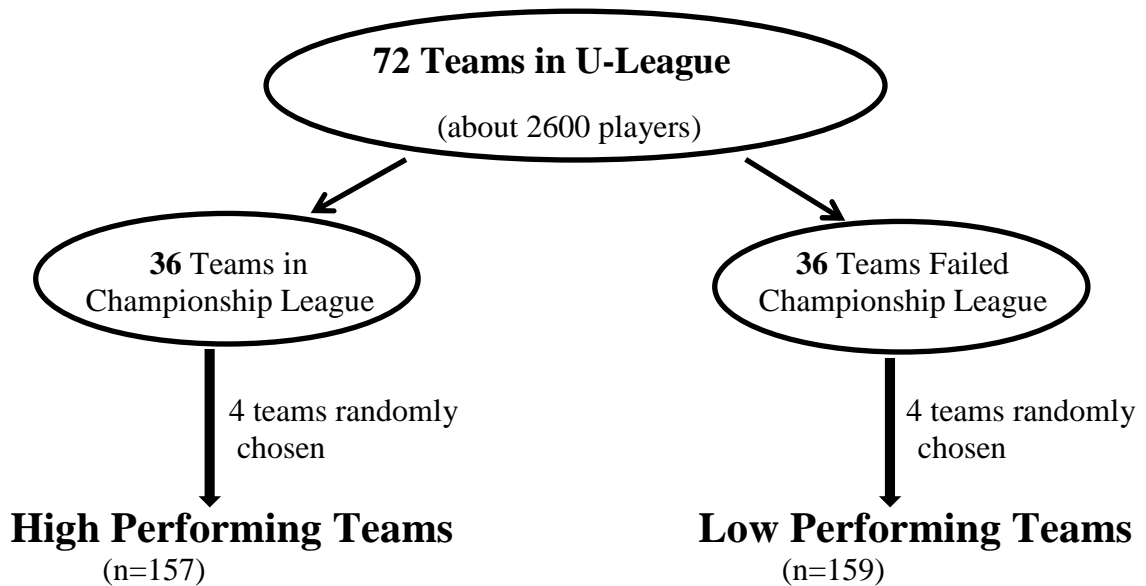 72 Teams in U-League
(about 2600 players)
36 Teams in
Championship League
36 Teams Failed
Championship League
4 teams randomly
chosen
4 teams randomly
chosen
High Performing Teams
(n=157)
Low Performing Teams
(n=159)